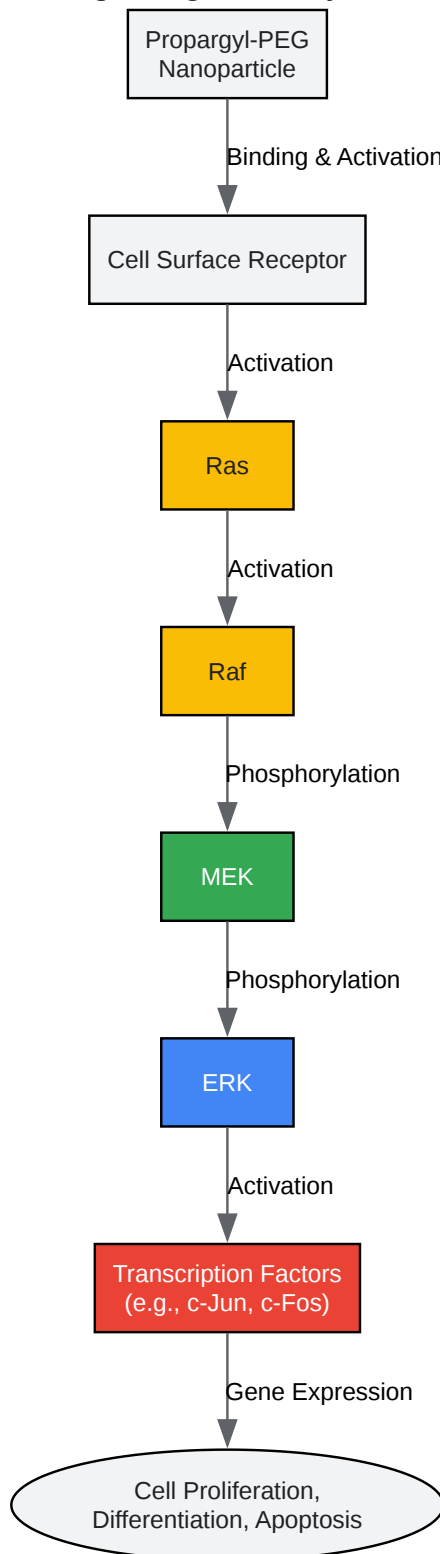 Propargyl-PEG
Nanoparticle
Binding & Activation
Cell Surface Receptor
Activation
Ras
Activation
Raf
Phosphorylation
MEK
Phosphorylation
ERK
Activation
Transcription Factors
(e.g., c-Jun, c-Fos)
Gene Expression
Cell Proliferation,
Differentiation, Apoptosis